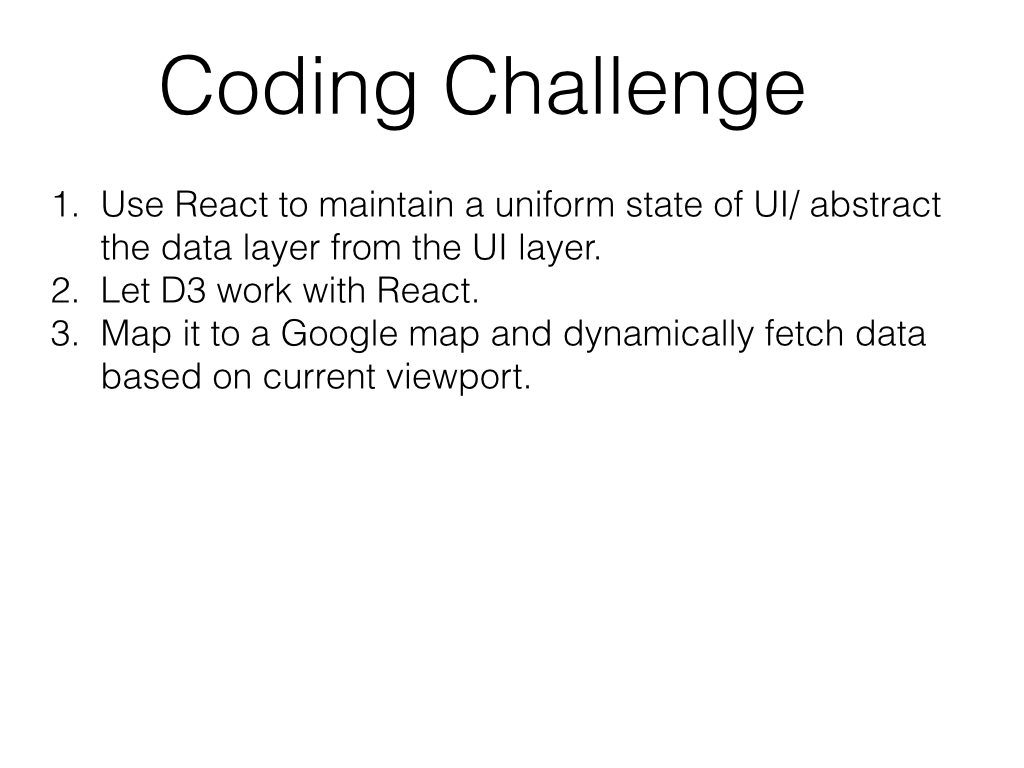 Coding Challenge
1. Use React to maintain a uniform state of UI/ abstract
the data layer from the UI layer.
2. Let D3 work with React.
3. Map it to a Google map and dynamically fetch data
based on current viewport.